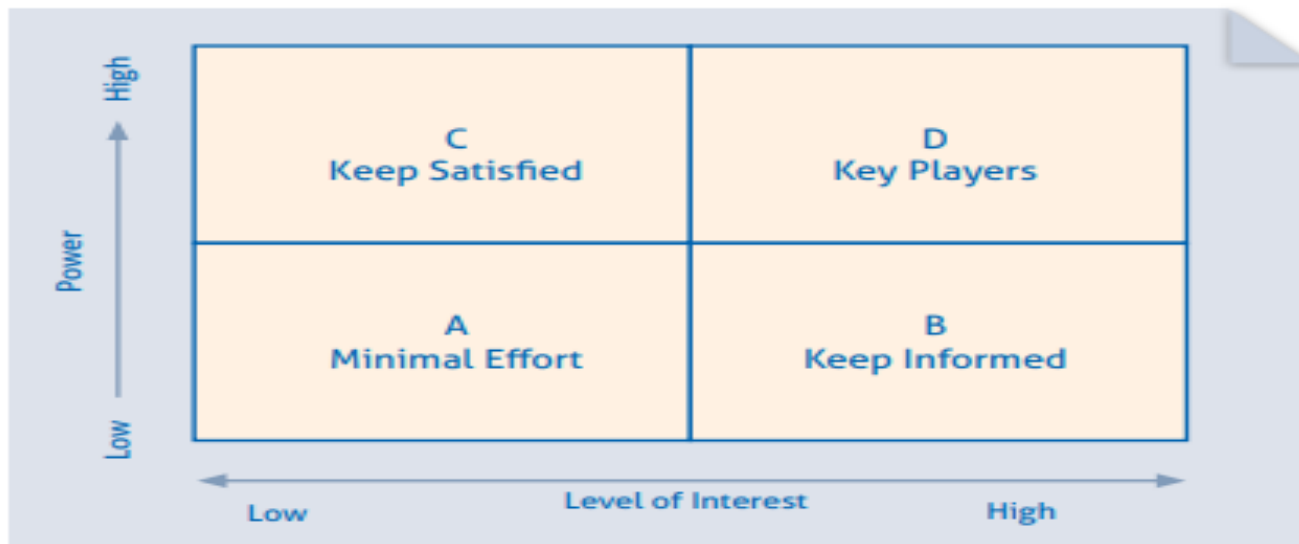 High
C
Keep Satisfied
D
Key Players
Power
A
Minimal Effort
B
Keep Informed
Low
Low
Level of Interest
High